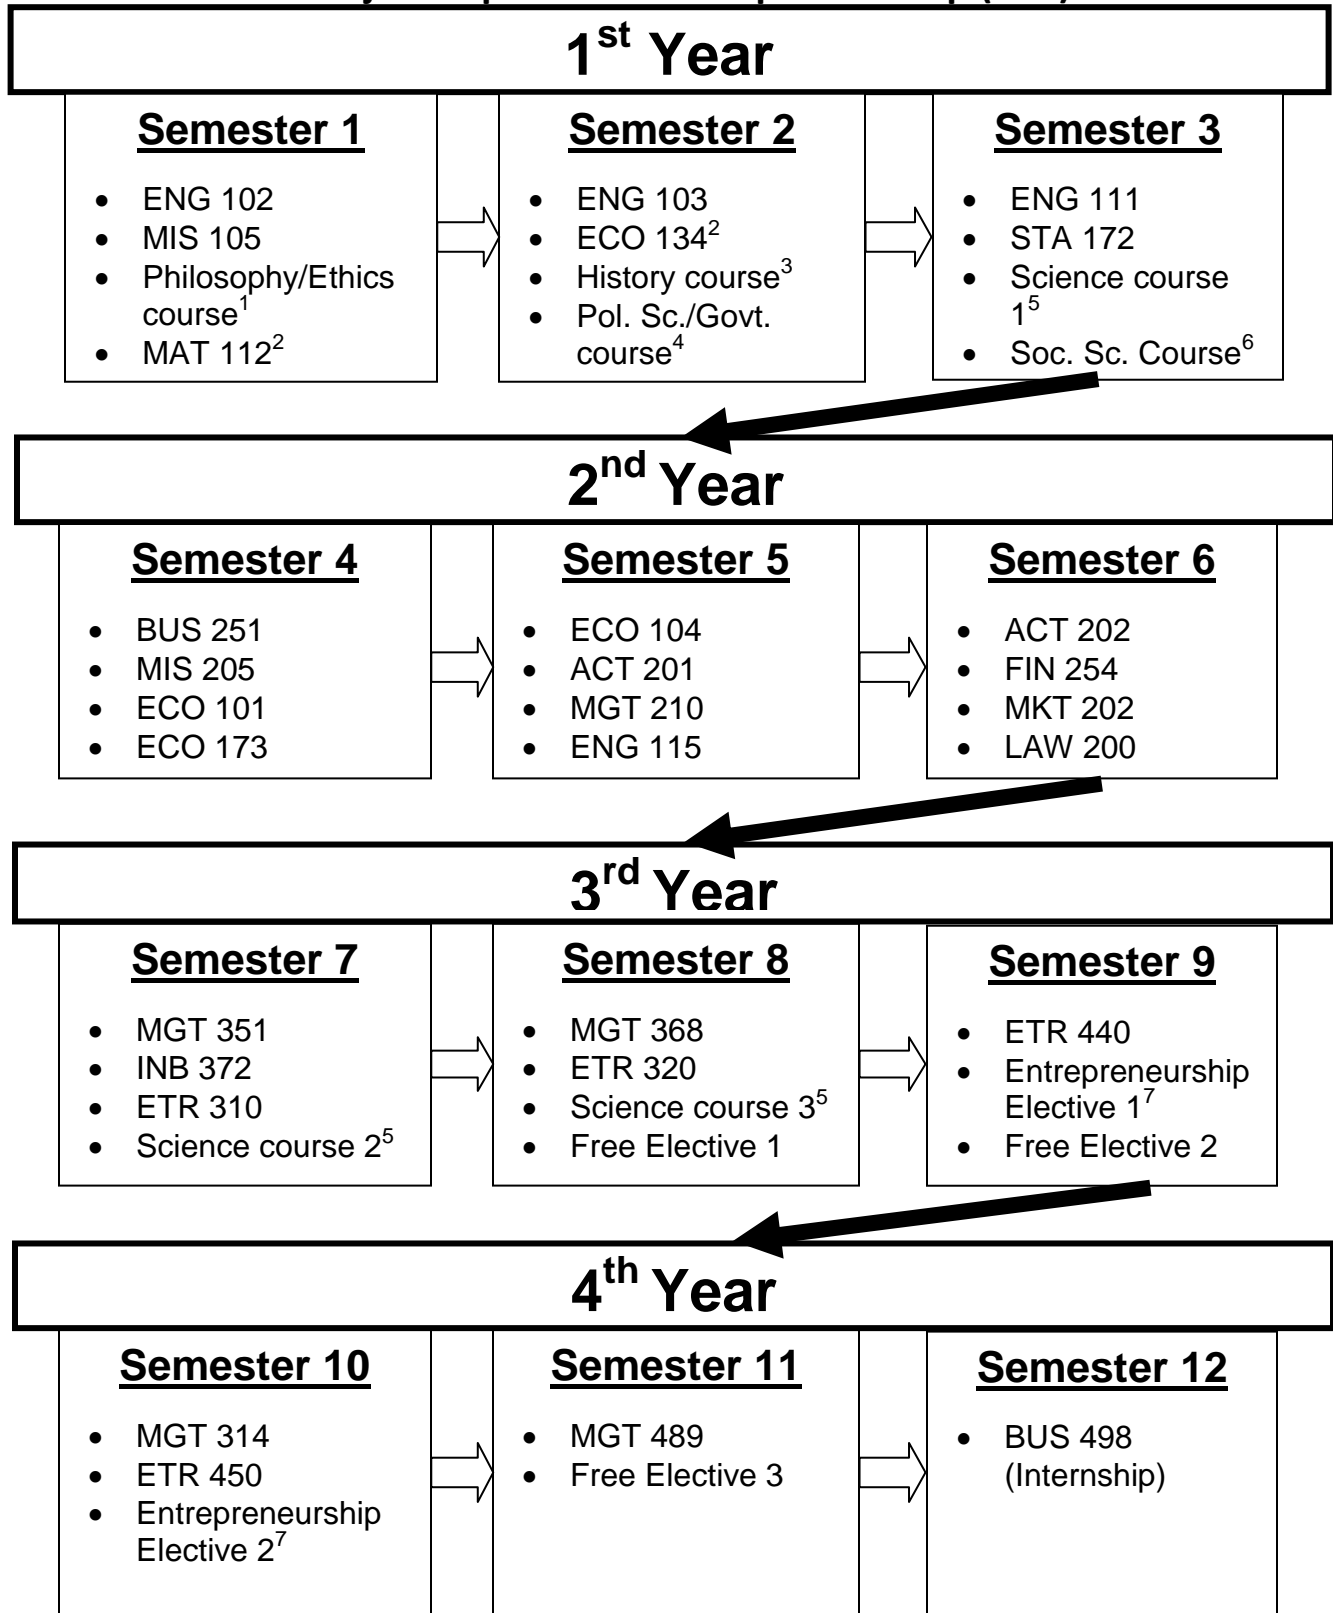 1st Year
Semester 1
• ENG 102
• MIS 105
• Philosophy/Ethics
course1
• MAT 1122
Semester 2
• ENG 103
• ECO 1342
• History course3
• Pol. Sc./Govt.
course4
Semester 3
• ENG 111
• STA 172
• Science course
15
• Soc. Sc. Course6
2nd Year
Semester 4
• BUS 251
• MIS 205
• ECO 101
• ECO 173
Semester 5
• ECO 104
• ACT 201
• MGT 210
• ENG 115
Semester 6
• ACT 202
• FIN 254
• MKT 202
• LAW 200
3rd Year
Semester 7
• MGT 351
• INB 372
• ETR 310
• Science course 25
Semester 8
• MGT 368
• ETR 320
• Science course 35
• Free Elective 1
Semester 9
• ETR 440
• Entrepreneurship
Elective 17
• Free Elective 2
4th Year
Semester 10
• MGT 314
• ETR 450
• Entrepreneurship
Elective 27
Semester 11
• MGT 489
• Free Elective 3
Semester 12
• BUS 498
(Internship)